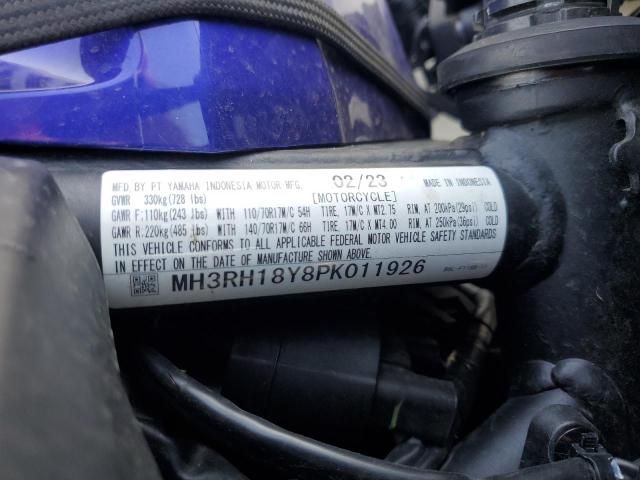 MFD. BY PT YAMAHA INDONESIA MOTOR MFG. 02/23 MADE IN INDONESIA
GVWR 330kg(728 lbs) [MOTORCYCLE]
GAWR F:110kg(243 lbs) WITH 110/70R17M/C 54H TIRE, 17M/C X MT2.75 RIM, AT 200kPa(29psi) COLD
GAWR R:220kg(485 lbs) WITH 140/70R17M/C 66H TIRE, 17M/C X MT4.00 RIM, AT 250kPa(36psi) COLD
THIS VEHICLE CONFORMS TO ALL APPLICABLE FEDERAL MOTOR VEHICLE SAFETY STANDARDS
IN EFFECT ON THE DATE OF MANUFACTURE SHOWN ABOVE.
MH3RH18Y8PK011926